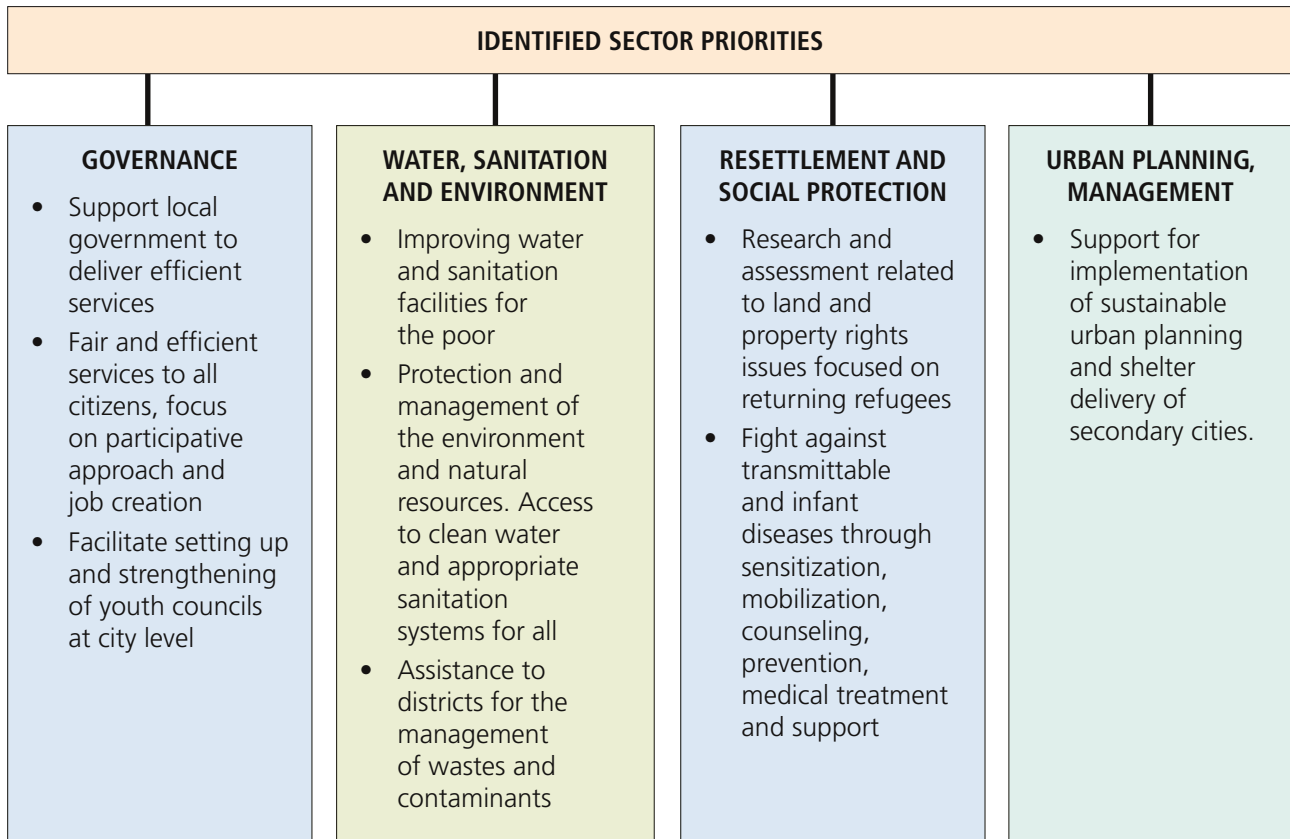 IDENTIFIED SECTOR PRIORITIES
GOVERNANCE
• Support local
government to
deliver efficient
services
• Fair and efficient
services to all
citizens, focus
on participative
approach and
job creation
• Facilitate setting up
and strengthening
of youth councils
at city level
WATER, SANITATION
AND ENVIRONMENT
• Improving water
and sanitation
facilities for
the poor
• Protection and
management of
the environment
and natural
resources. Access
to clean water
and appropriate
sanitation
systems for all
• Assistance to
districts for the
management
of wastes and
contaminants
RESETTLEMENT AND
SOCIAL PROTECTION
• Research and
assessment related
to land and
property rights
issues focused on
returning refugees
• Fight against
transmittable
and infant
diseases through
sensitization,
mobilization,
counseling,
prevention,
medical treatment
and support
URBAN PLANNING,
MANAGEMENT
• Support for
implementation
of sustainable
urban planning
and shelter
delivery of
secondary cities.